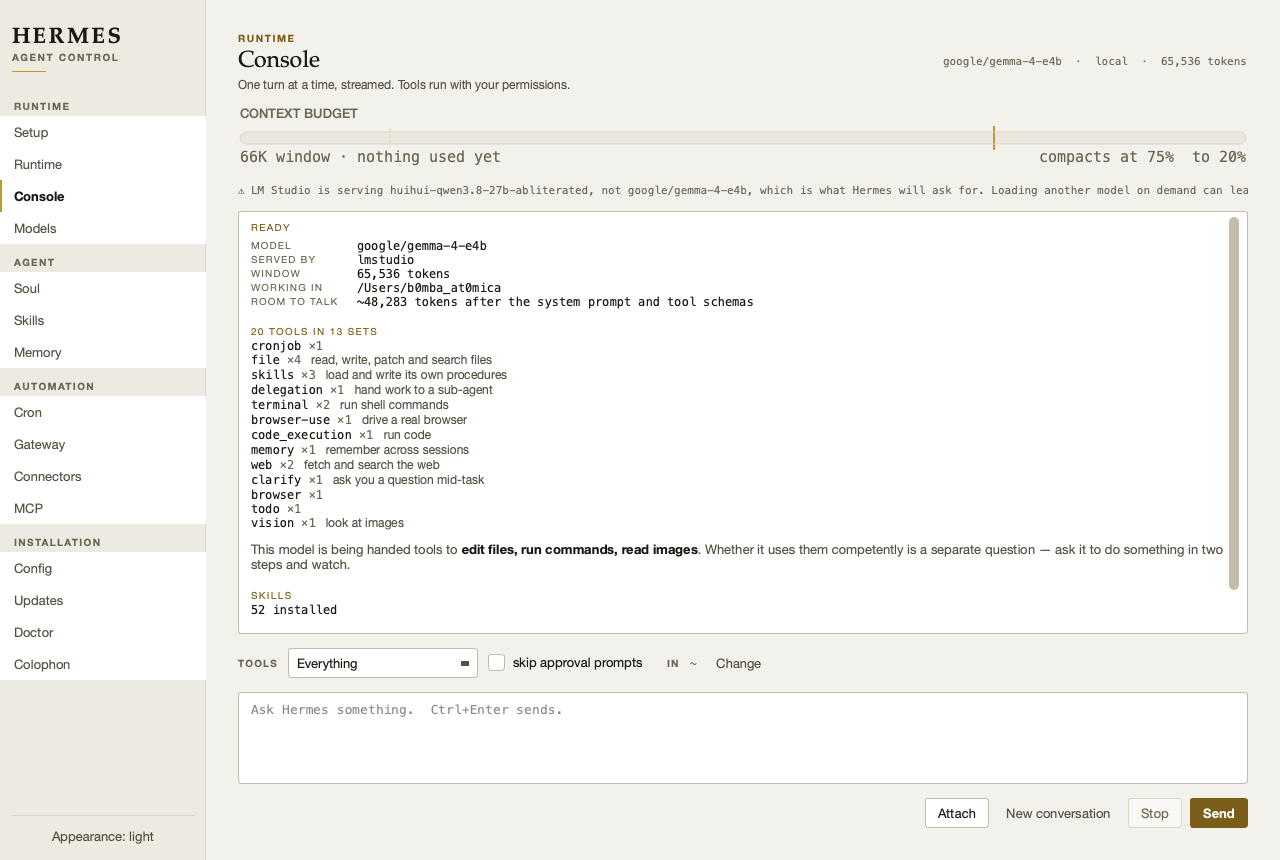 HERMES
AGENT CONTROL
RUNTIME
Setup
Runtime
Console
Models
AGENT
Soul
Skills
Memory
AUTOMATION
Cron
Gateway
Connectors
MCP
INSTALLATION
Config
Updates
Doctor
Colophon
Appearance: light
RUNTIME
Console
google/gemma-4-e4b · local · 65,536 tokens
One turn at a time, streamed. Tools run with your permissions.
CONTEXT BUDGET
66K window · nothing used yet
compacts at 75% to 20%
⚠ LM Studio is serving huihui-qwen3.8-27b-abliterated, not google/gemma-4-e4b, which is what Hermes will ask for. Loading another model on demand can lea
READY
MODEL google/gemma-4-e4b
SERVED BY lmstudio
WINDOW 65,536 tokens
WORKING IN /Users/b0mba_at0mica
ROOM TO TALK ~48,283 tokens after the system prompt and tool schemas
20 TOOLS IN 13 SETS
cronjob ×1
file ×4 read, write, patch and search files
skills ×3 load and write its own procedures
delegation ×1 hand work to a sub-agent
terminal ×2 run shell commands
browser-use ×1 drive a real browser
code_execution ×1 run code
memory ×1 remember across sessions
web ×2 fetch and search the web
clarify ×1 ask you a question mid-task
browser ×1
todo ×1
vision ×1 look at images
This model is being handed tools to edit files, run commands, read images. Whether it uses them competently is a separate question — ask it to do something in two
steps and watch.
SKILLS
52 installed
TOOLS Everything skip approval prompts IN ~ Change
Ask Hermes something. Ctrl+Enter sends.
Attach New conversation Stop Send